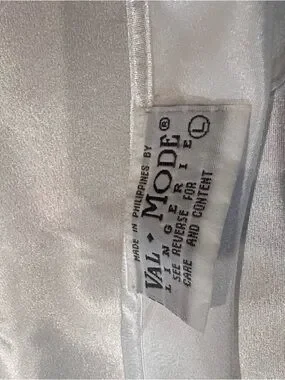 MADE IN PHILIPPINES BY
VAL ♦ MODE®
LINGERIE
SEE REVERSE FOR
CARE AND CONTENT
L